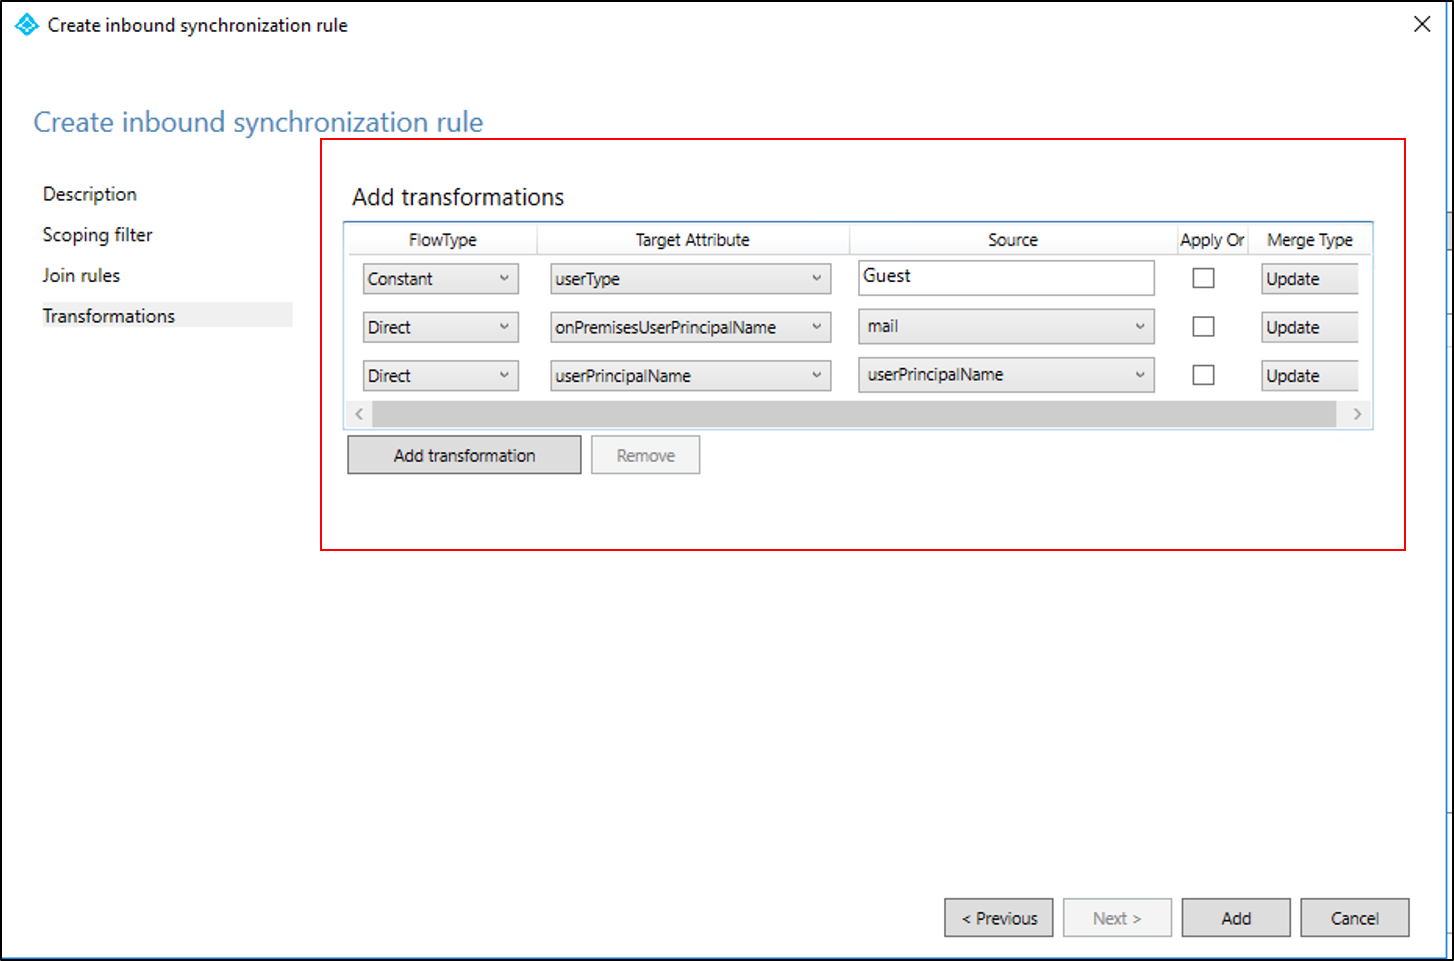 Create inbound synchronization rule
Create inbound synchronization rule
Description
Scoping filter
Join rules
Transformations
Add transformations
FlowType Target Attribute Source Apply Or Merge Type
Constant userType Guest Update
Direct onPremisesUserPrincipalName mail Update
Direct userPrincipalName userPrincipalName Update
Add transformation Remove
< Previous Next > Add Cancel